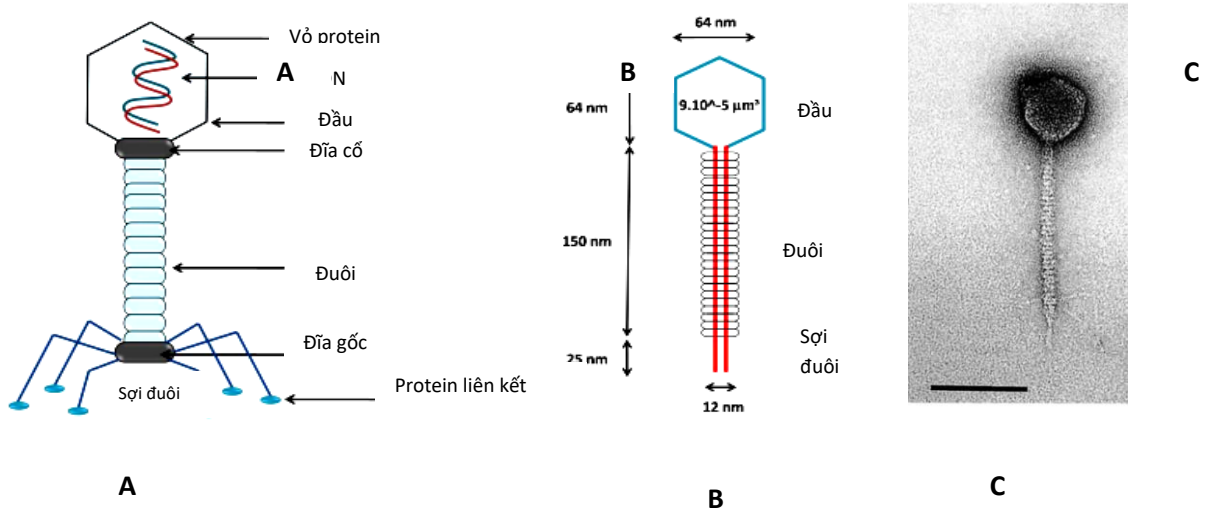 Vỏ protein
A
N
Đầu
Đĩa cổ
Đuôi
Đĩa gốc
Sợi đuôi
Protein liên kết
A
64 nm
B
64 nm
9.10^-5 µm³
Đầu
150 nm
Đuôi
Sợi
đuôi
25 nm
12 nm
B
C
C